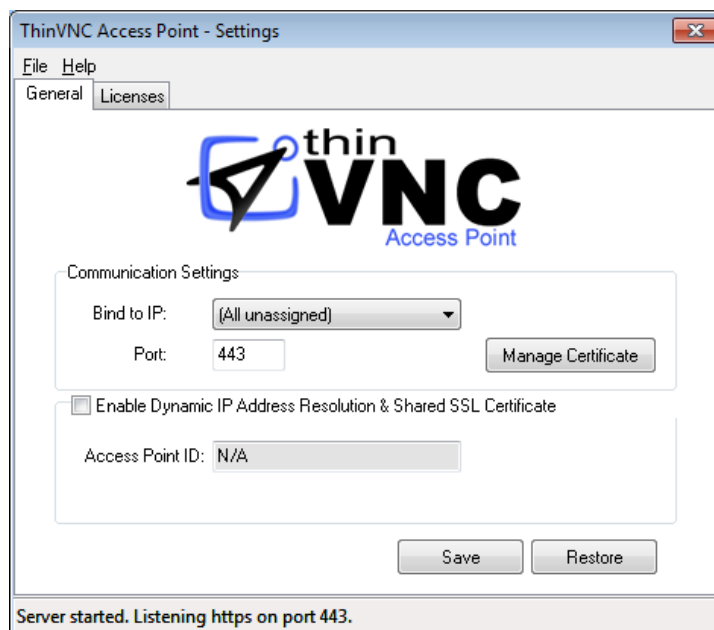 ThinVNC Access Point - Settings
File Help
General Licenses
thin
VNC
Access Point
Communication Settings
Bind to IP: (All unassigned)
Port: 443 Manage Certificate
Enable Dynamic IP Address Resolution & Shared SSL Certificate
Access Point ID: N/A
Save Restore
Server started. Listening https on port 443.